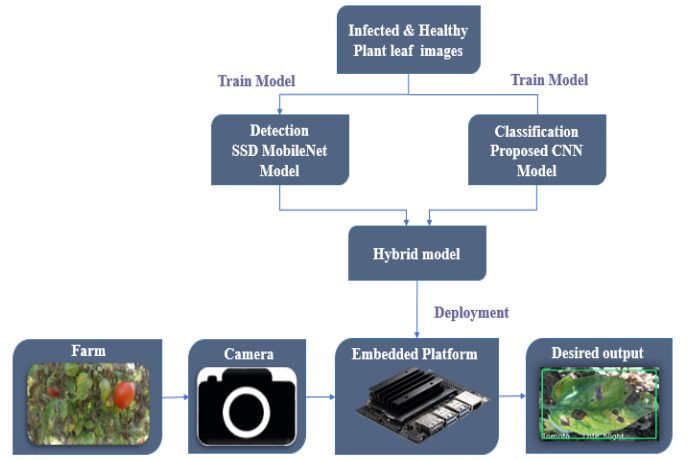 Infected & Healthy
Plant leaf images
Train Model
Train Model
Detection
SSD MobileNet
Model
Classification
Proposed CNN
Model
Hybrid model
Deployment
Farm
Camera
Embedded Platform
Desired output
Tomato